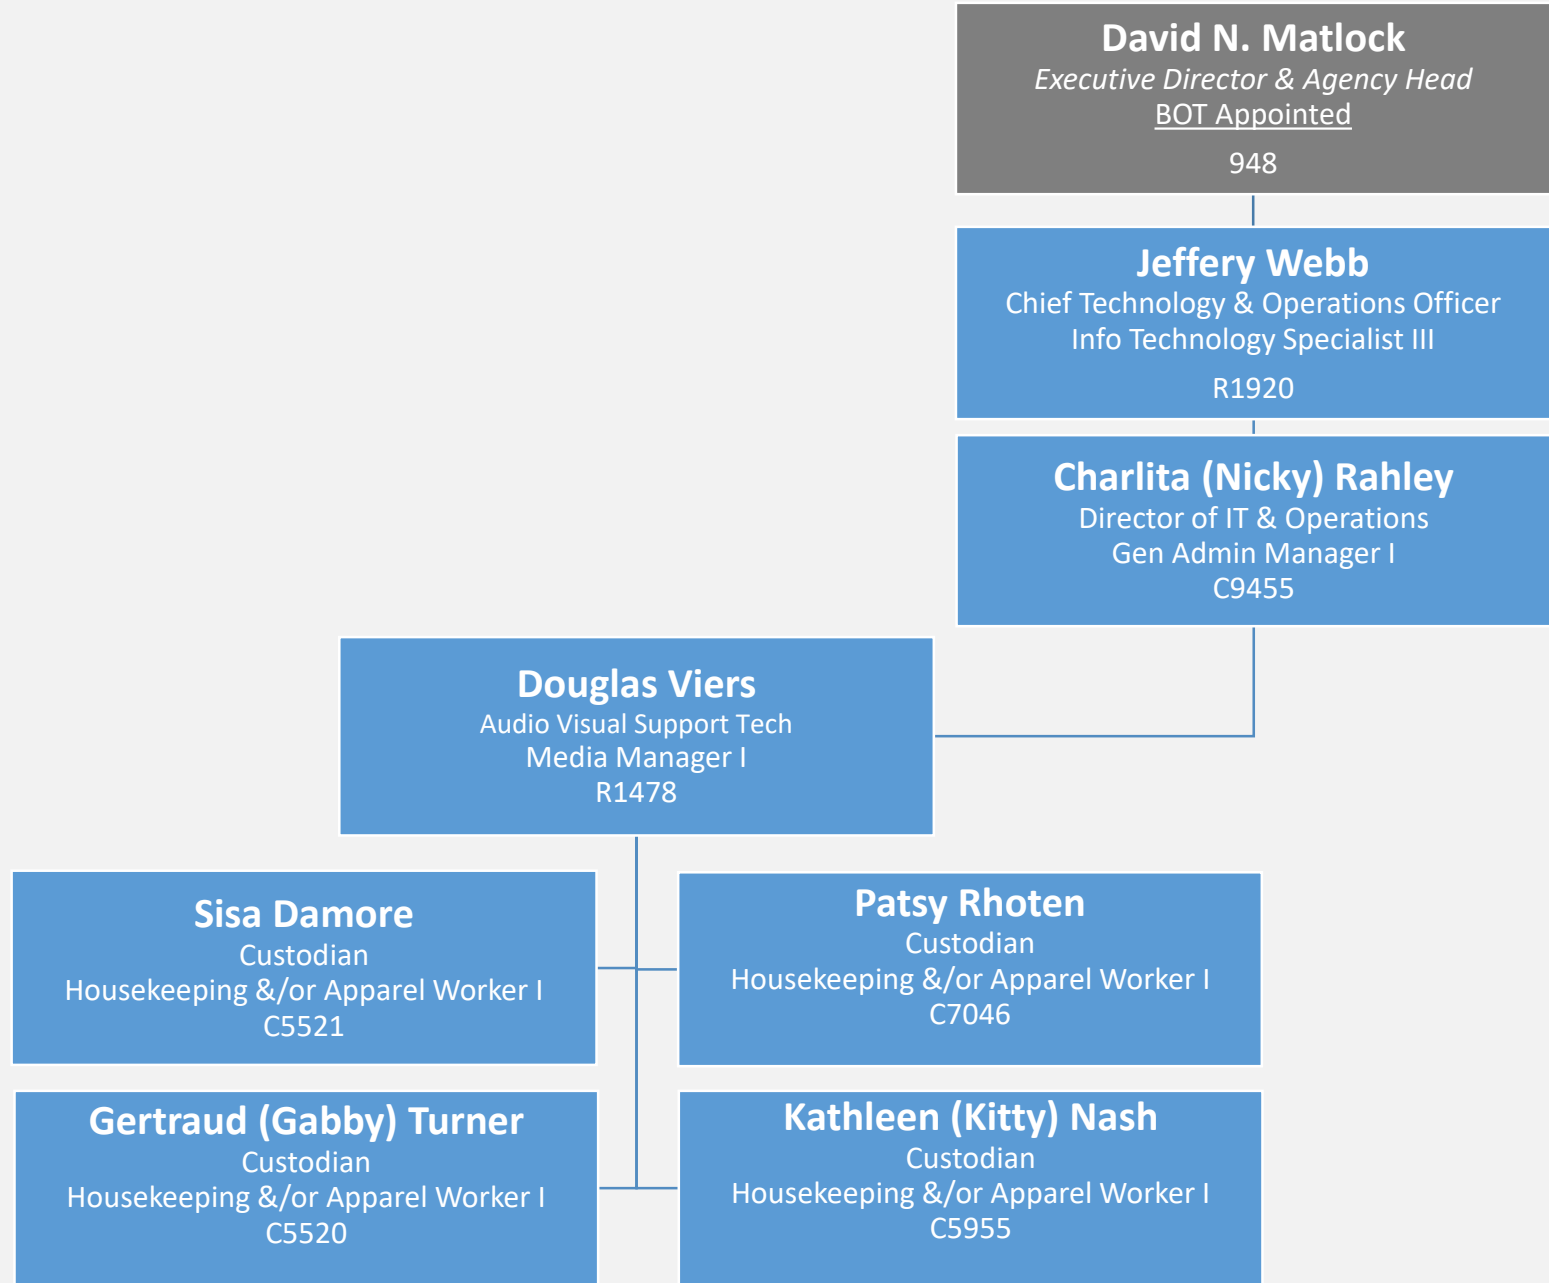 David N. Matlock
Executive Director & Agency Head
BOT Appointed
948
Jeffery Webb
Chief Technology & Operations Officer
Info Technology Specialist III
R1920
Charlita (Nicky) Rahley
Director of IT & Operations
Gen Admin Manager I
C9455
Douglas Viers
Audio Visual Support Tech
Media Manager I
R1478
Sisa Damore
Custodian
Housekeeping &/or Apparel Worker I
C5521
Patsy Rhoten
Custodian
Housekeeping &/or Apparel Worker I
C7046
Gertraud (Gabby) Turner
Custodian
Housekeeping &/or Apparel Worker I
C5520
Kathleen (Kitty) Nash
Custodian
Housekeeping &/or Apparel Worker I
C5955